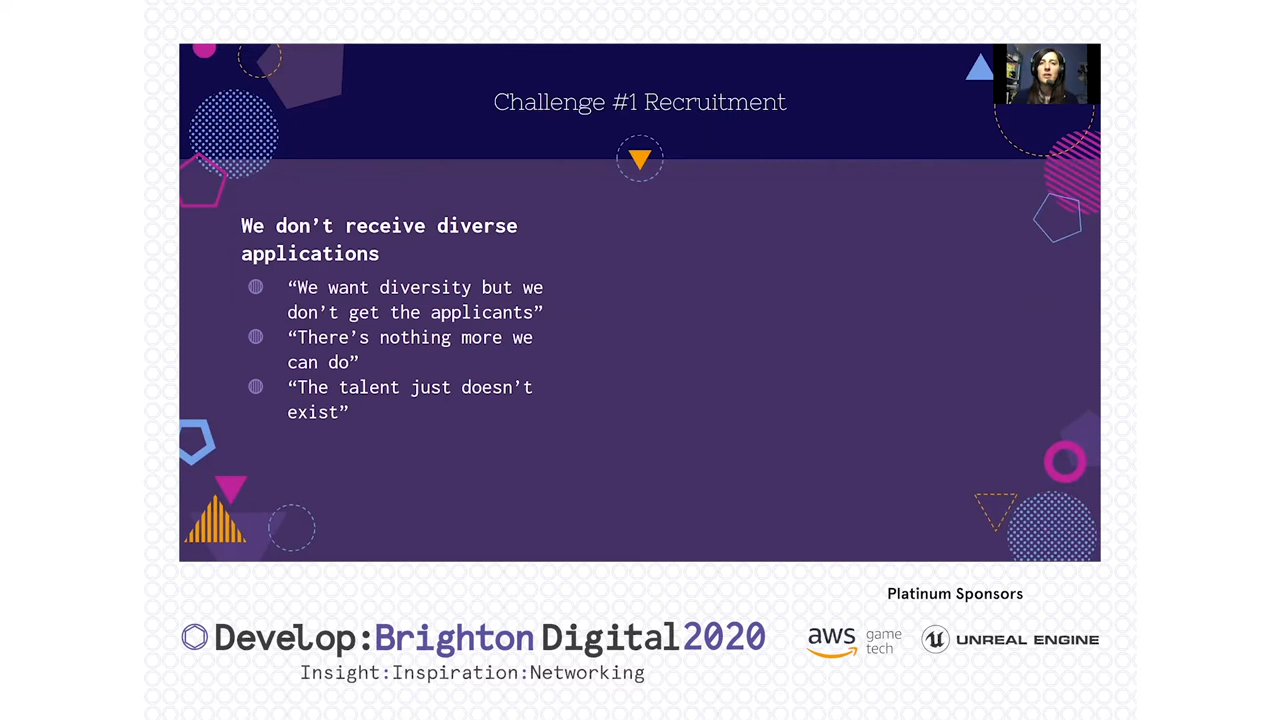 Challenge #1 Recruitment
We don’t receive diverse
applications
“We want diversity but we
don’t get the applicants”
“There’s nothing more we
can do”
“The talent just doesn’t
exist”
Platinum Sponsors
Develop:Brighton Digital 2020
Insight:Inspiration:Networking
aws game
tech
UNREAL ENGINE